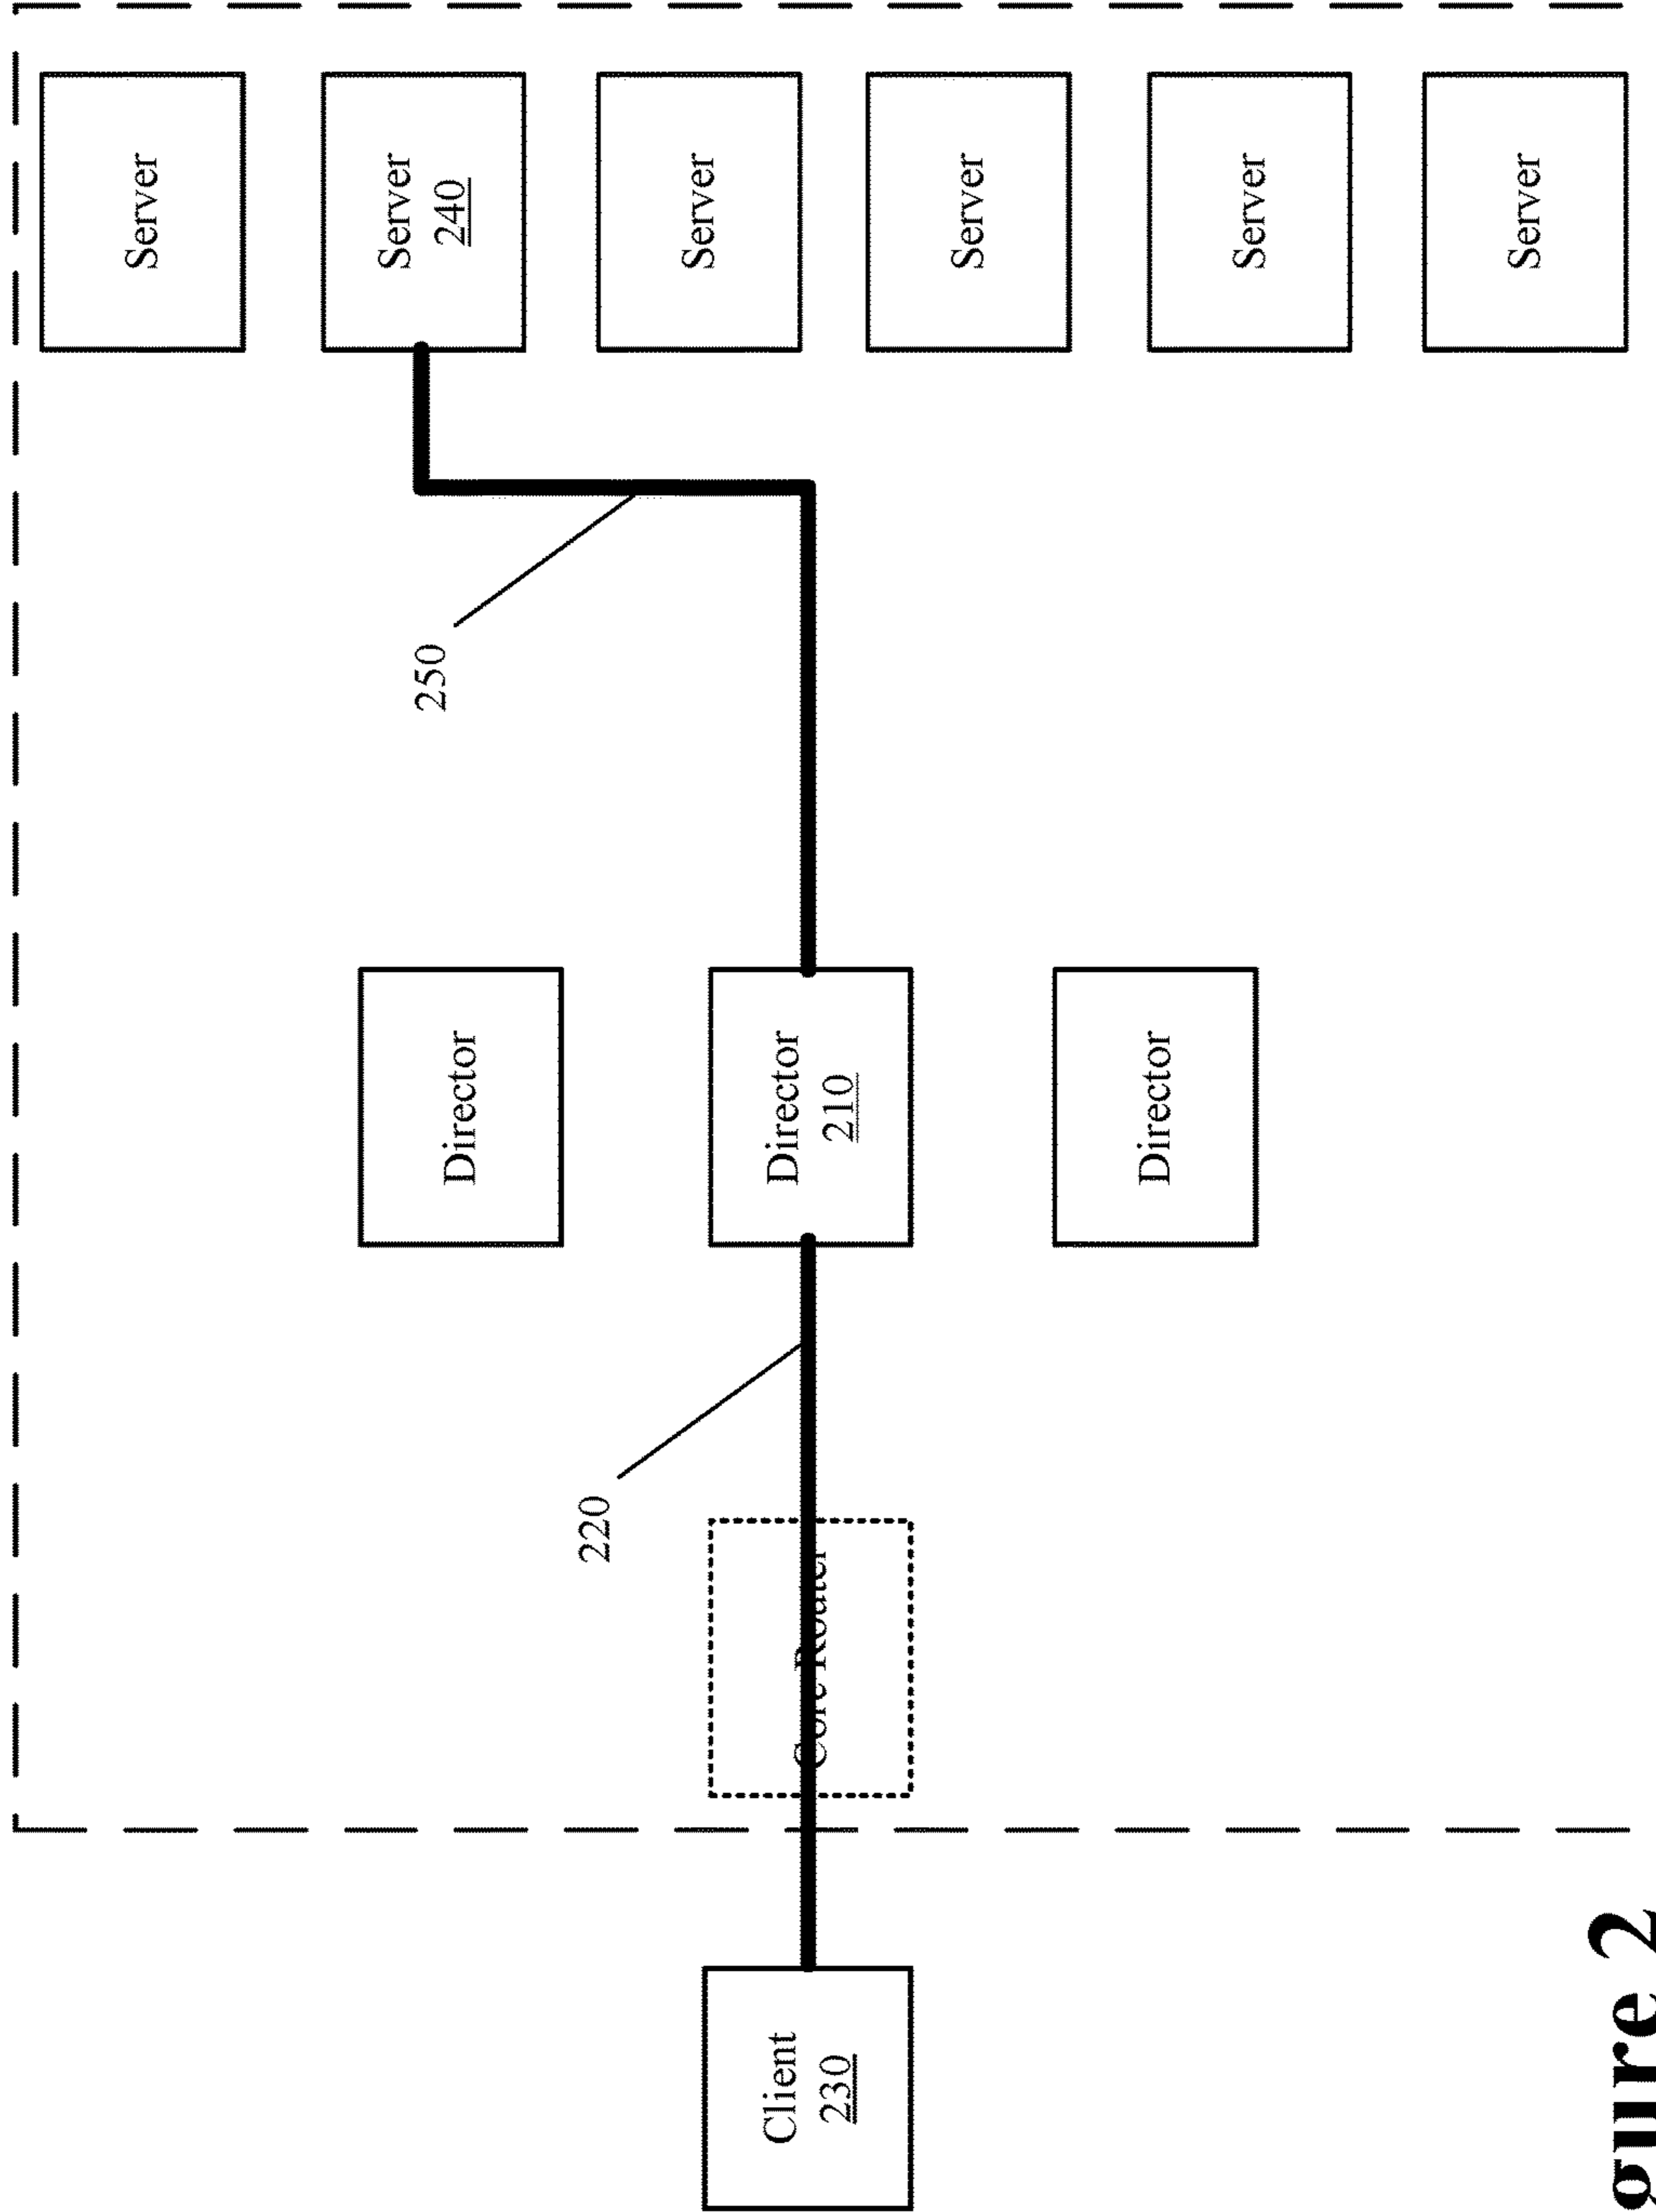 Client
230
Core Router
220
Director
Director
210
Director
250
Server
Server
240
Server
Server
Server
Server
gure 2